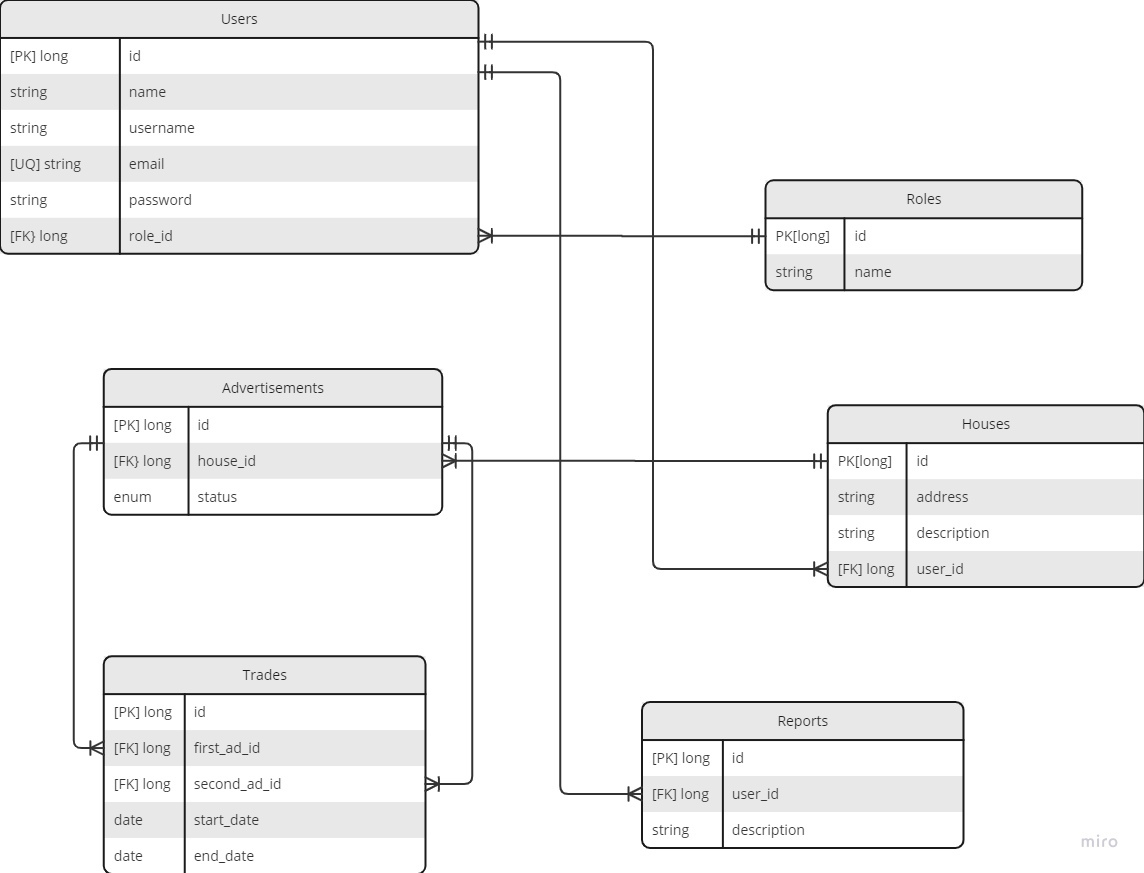 Users
[PK] long id
string name
string username
[UQ] string email
string password
[FK} long role_id
Roles
PK[long] id
string name
Advertisements
[PK] long id
[FK} long house_id
enum status
Houses
PK[long] id
string address
string description
[FK] long user_id
Trades
[PK] long id
[FK] long first_ad_id
[FK] long second_ad_id
date start_date
date end_date
Reports
[PK] long id
[FK] long user_id
string description
miro